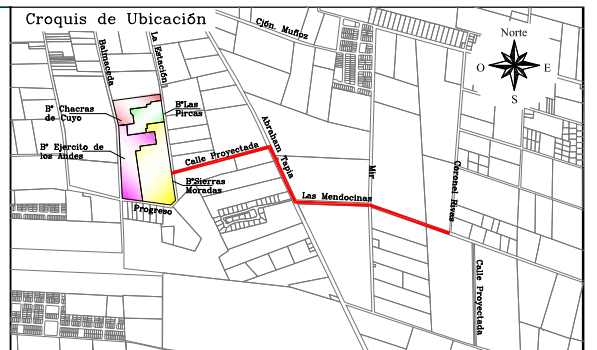 Croquis de Ubicación
Cjón. Muñoz
Norte
O
E
S
Balmaceda
La Estación
B° Chacras
de Cuyo
B°Las
Pircas
B° Ejercito de
los Andes
Calle Proyectada
Abraham Tapia
B°Sierras
Moradas
Mir
Coronel Rivas
Las Mendocinas
Progreso
Calle Proyectada